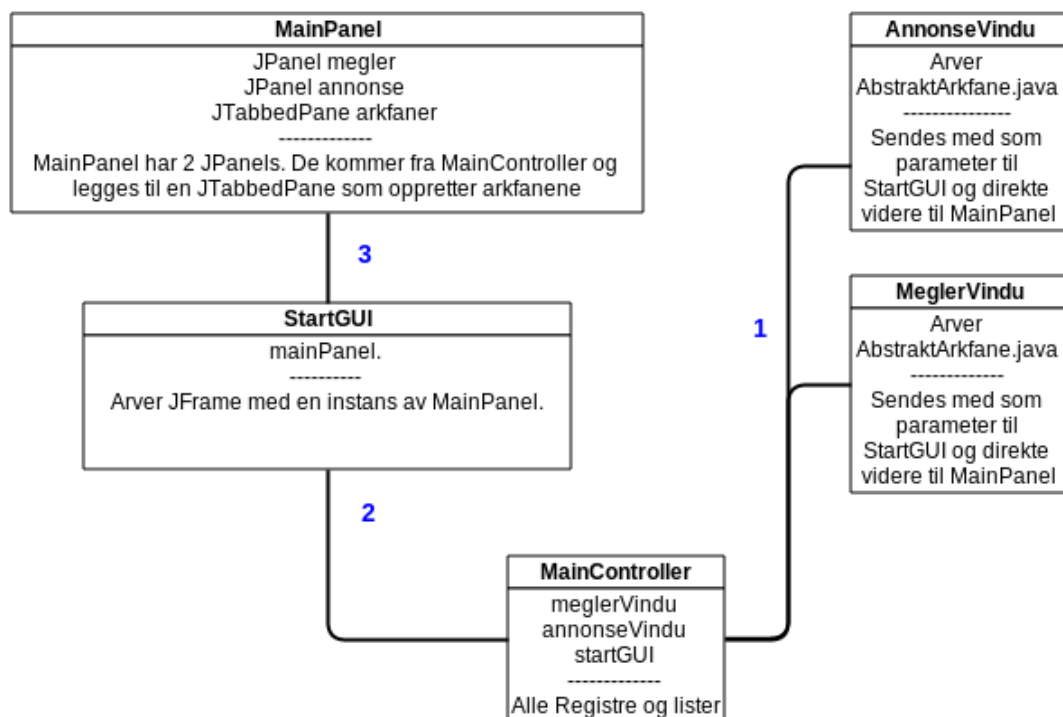 MainPanel
JPanel megler
JPanel annonse
JTabbedPane arkfaner
-------------
MainPanel har 2 JPanels. De kommer fra MainController og
legges til en JTabbedPane som oppretter arkfanene
3
StartGUI
mainPanel.
-----------
Arver JFrame med en instans av MainPanel.
2
MainController
meglerVindu
annonseVindu
startGUI
-------------
Alle Registre og lister
1
AnnonseVindu
Arver
AbstraktArkfane.java
---------------
Sendes med som
parameter til
StartGUI og direkte
videre til MainPanel
MeglerVindu
Arver
AbstraktArkfane.java
-------------
Sendes med som
parameter til
StartGUI og direkte
videre til MainPanel